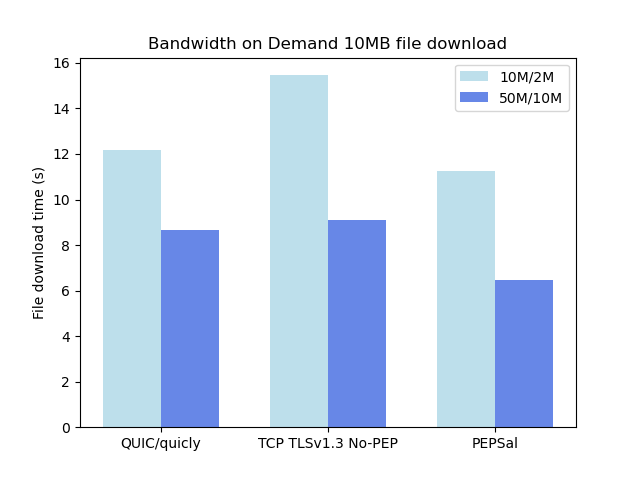 Bandwidth on Demand 10MB file download
10M/2M
50M/10M
File download time (s)
16
14
12
10
8
6
4
2
0
QUIC/quicly
TCP TLSv1.3 No-PEP
PEPSal